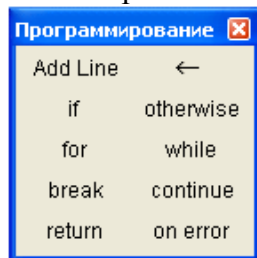 Программирование
Add Line ←
if otherwise
for while
break continue
return on error